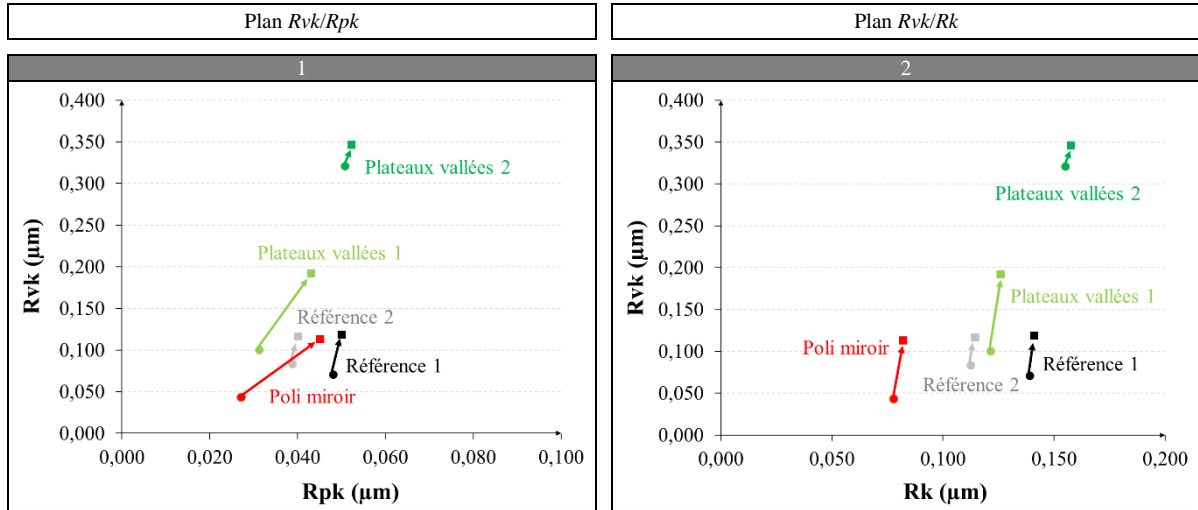 Plan Rvk/Rpk
Plan Rvk/Rk
1
0,400
0,350
0,300
0,250
0,200
0,150
0,100
0,050
0,000
Rvk (µm)
Plateaux vallées 2
Plateaux vallées 1
Référence 2
Référence 1
Poli miroir
0,000 0,020 0,040 0,060 0,080 0,100
Rpk (µm)
2
0,400
0,350
0,300
0,250
0,200
0,150
0,100
0,050
0,000
Rvk (µm)
Plateaux vallées 2
Plateaux vallées 1
Poli miroir
Référence 1
Référence 2
0,000 0,050 0,100 0,150 0,200
Rk (µm)